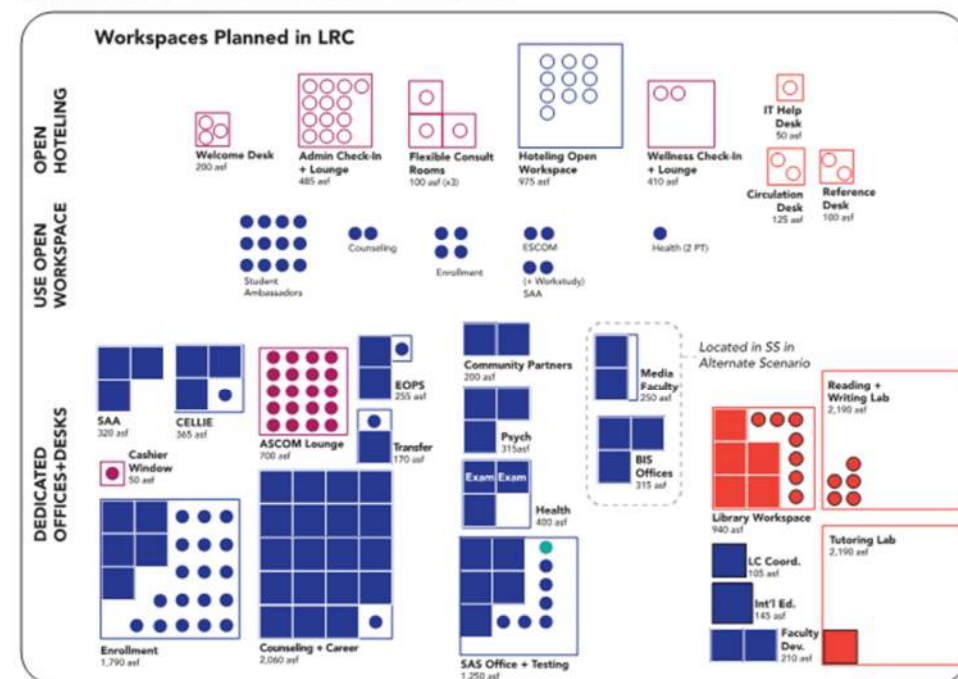 Workspaces Planned in LRC
OPEN
HOTELING
Welcome Desk
200 asf
Admin Check-In
+ Lounge
485 asf
Flexible Consult
Rooms
100 asf (x3)
Hoteling Open
Workspace
975 asf
Wellness Check-In
+ Lounge
410 asf
IT Help
Desk
50 asf
Circulation
Desk
125 asf
Reference
Desk
100 asf
USE OPEN
WORKSPACE
Student
Ambassadors
Counseling
Enrollment
ESCOM
(+ Workstudy)
SAA
Health (2 PT)
DEDICATED
OFFICES+DESKS
SAA
320 asf
CELLIE
365 asf
Cashier
Window
50 asf
ASCOM Lounge
700 asf
EOPS
255 asf
Transfer
170 asf
Community Partners
200 asf
Psych
315asf
Exam Exam
Health
400 asf
Media
Faculty
250 asf
BIS
Offices
315 asf
Located in SS in
Alternate Scenario
Reading +
Writing Lab
2,190 asf
Library Workspace
940 asf
Tutoring Lab
2,190 asf
LC Coord.
105 asf
Int'l Ed.
145 asf
Faculty
Dev.
210 asf
Enrollment
1,790 asf
Counseling + Career
2,060 asf
SAS Office + Testing
1,250 asf